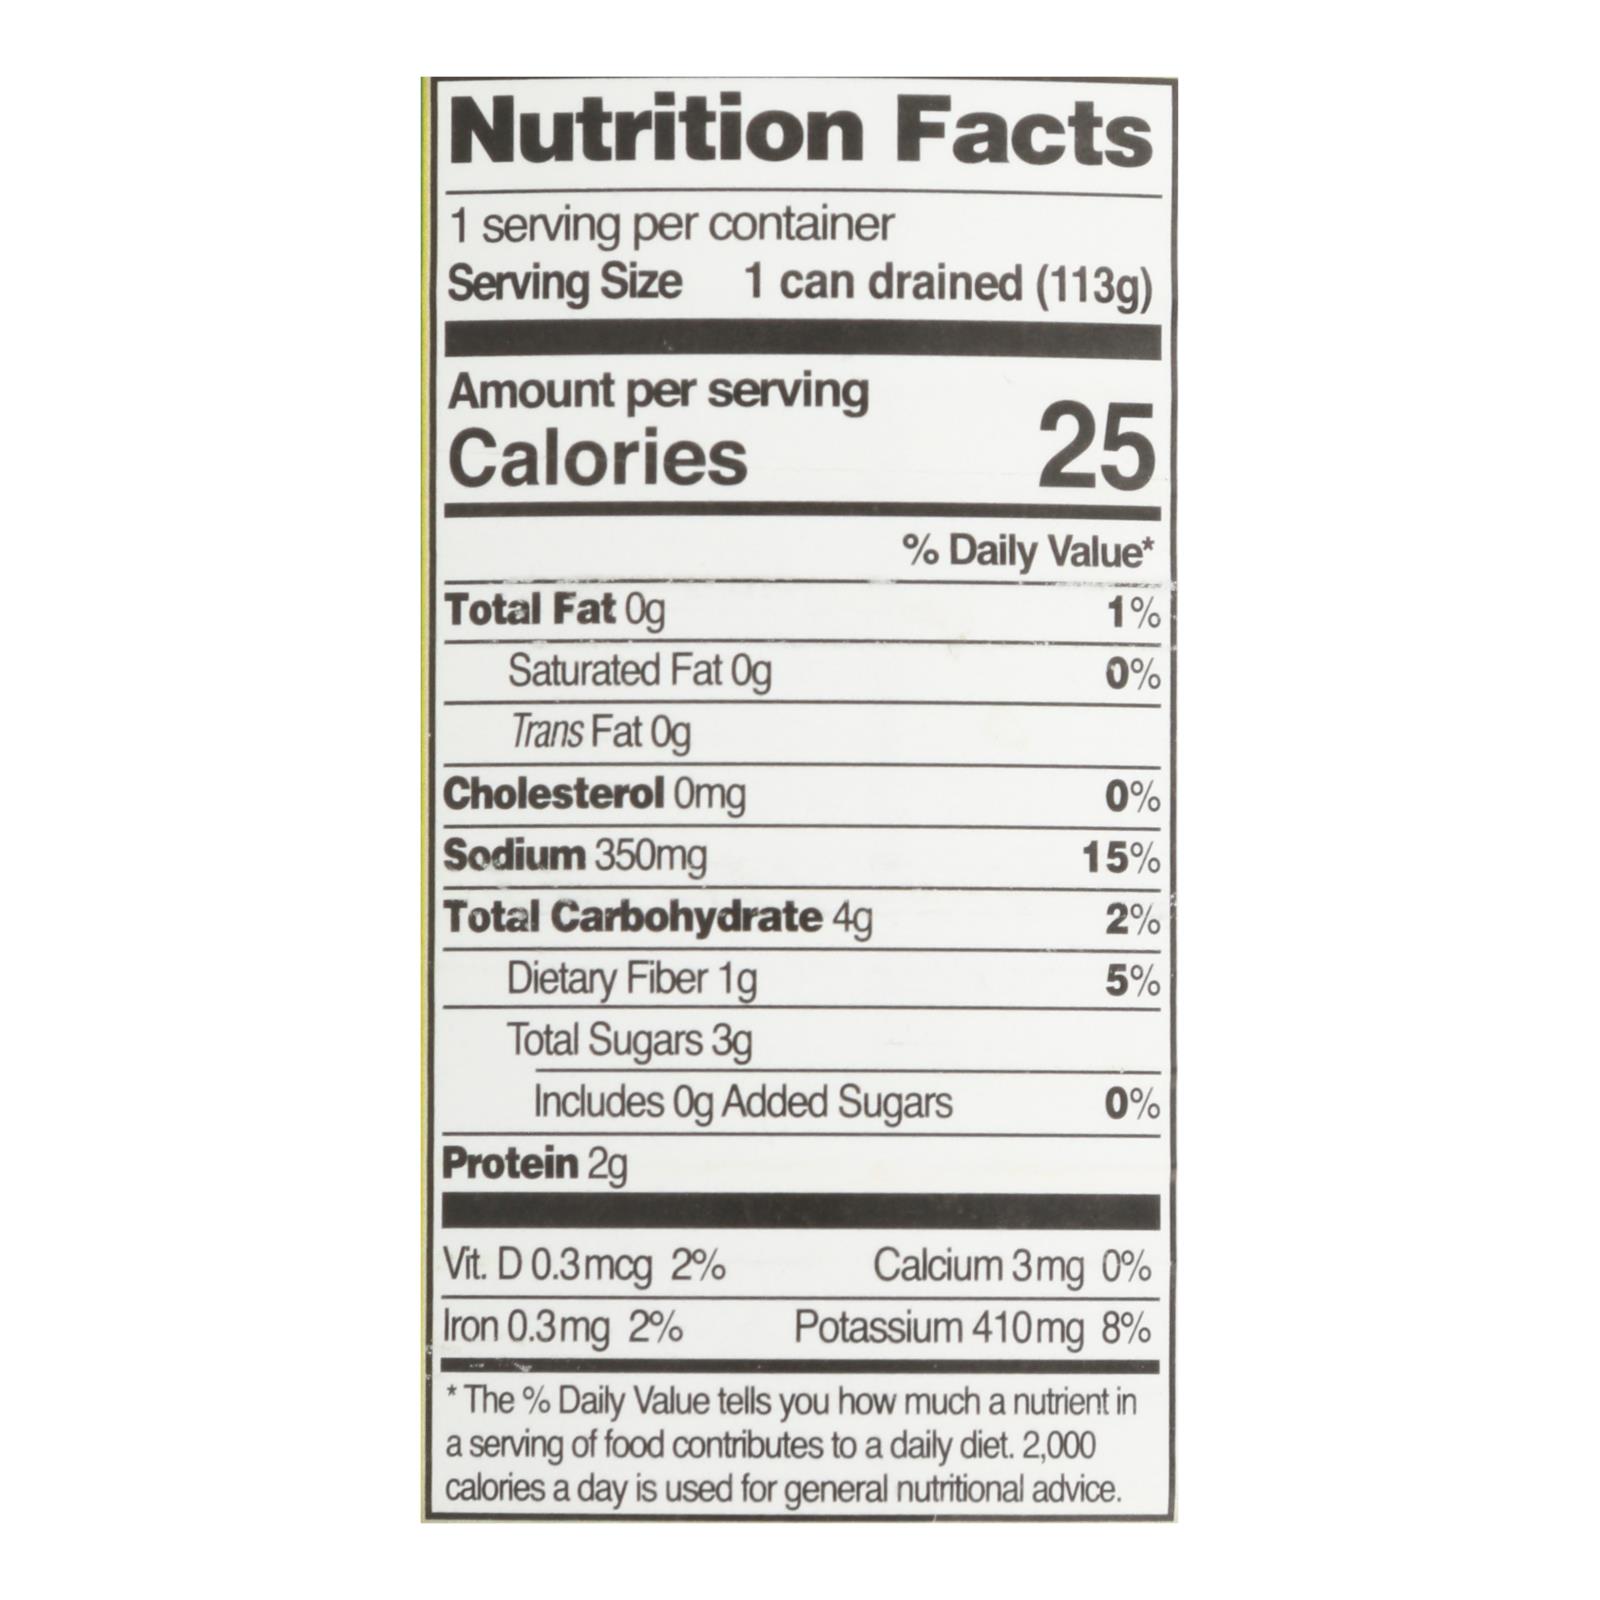 Nutrition Facts
1 serving per container
Serving Size 1 can drained (113g)
Amount per serving
Calories 25
% Daily Value*
Total Fat 0g 1%
Saturated Fat 0g 0%
Trans Fat 0g
Cholesterol 0mg 0%
Sodium 350mg 15%
Total Carbohydrate 4g 2%
Dietary Fiber 1g 5%
Total Sugars 3g
Includes 0g Added Sugars 0%
Protein 2g
Vit. D 0.3mcg 2% Calcium 3mg 0%
Iron 0.3mg 2% Potassium 410mg 8%
* The % Daily Value tells you how much a nutrient in
a serving of food contributes to a daily diet. 2,000
calories a day is used for general nutritional advice.